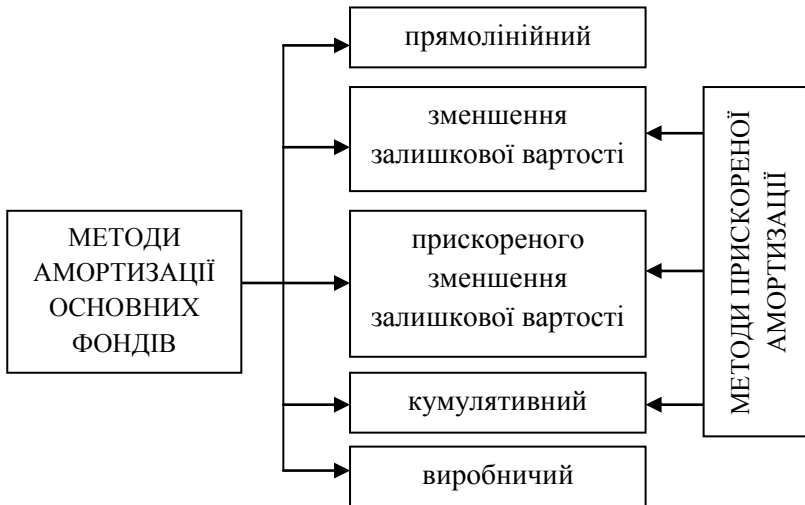 МЕТОДИ
АМОРТИЗАЦІЇ
ОСНОВНИХ
ФОНДІВ
прямолінійний
зменшення
залишкової вартості
прискореного
зменшення
залишкової вартості
кумулятивний
виробничий
МЕТОДИ ПРИСКОРЕНОЇ
АМОРТИЗАЦІЇ